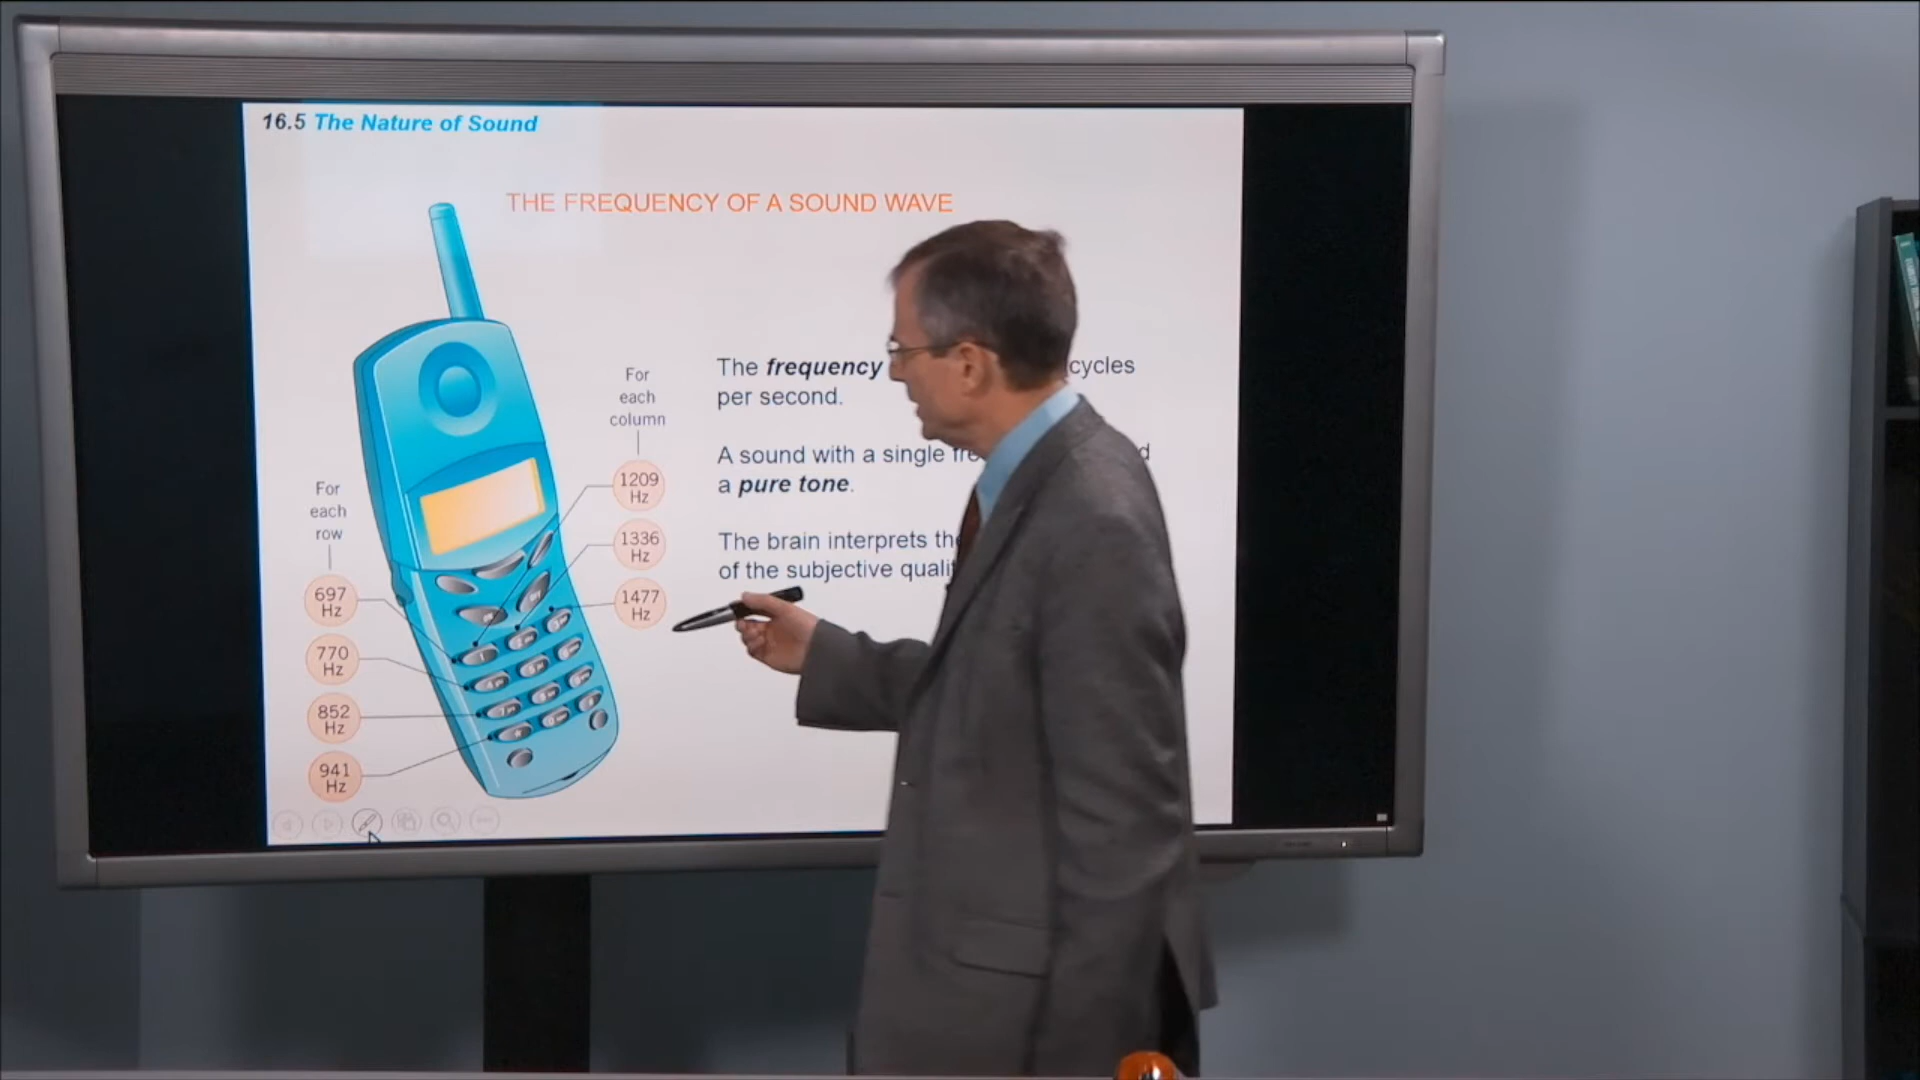 16.5 The Nature of Sound
THE FREQUENCY OF A SOUND WAVE
For
each
column
The frequency cycles
per second.
A sound with a single
a pure tone.
The brain interprets
of the subjective
For
each
row
1209
Hz
1336
Hz
1477
Hz
697
Hz
770
Hz
852
Hz
941
Hz